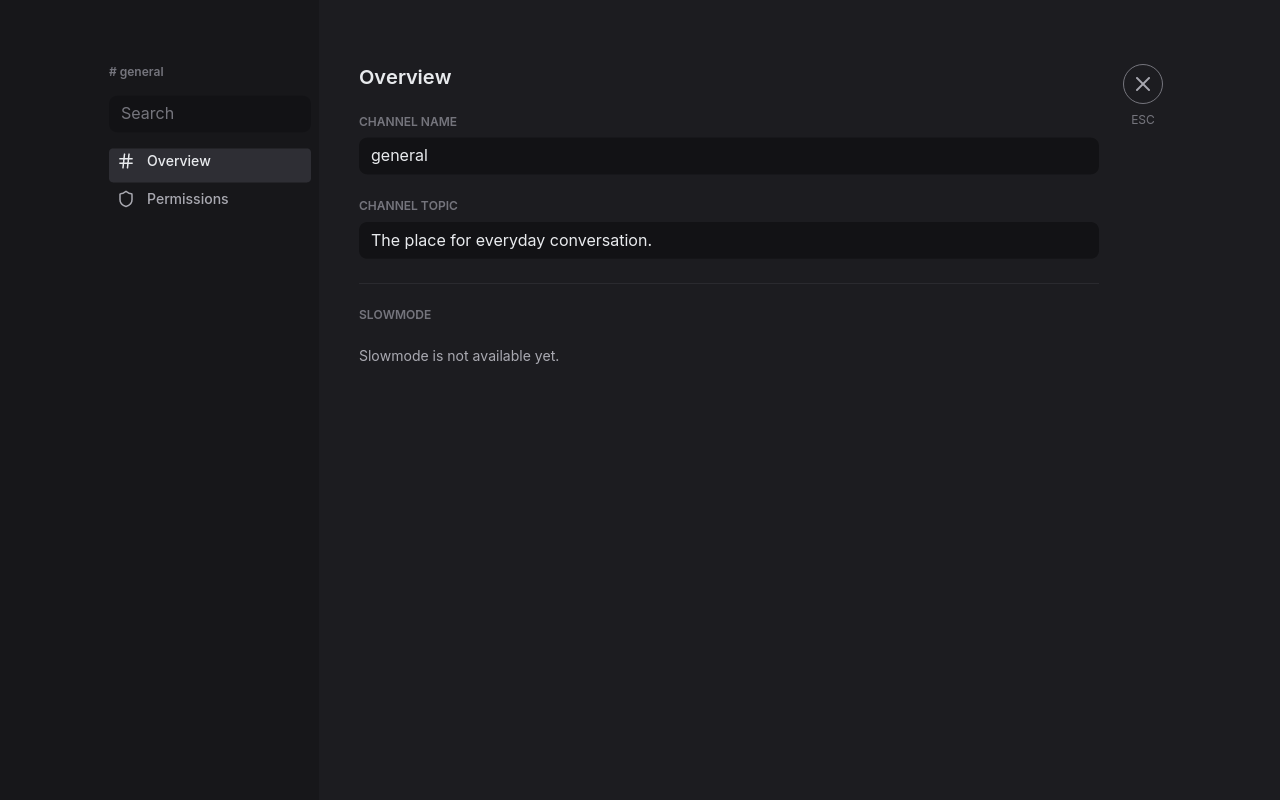 # general
Search
Overview
Permissions
Overview
CHANNEL NAME
general
CHANNEL TOPIC
The place for everyday conversation.
SLOWMODE
Slowmode is not available yet.
ESC